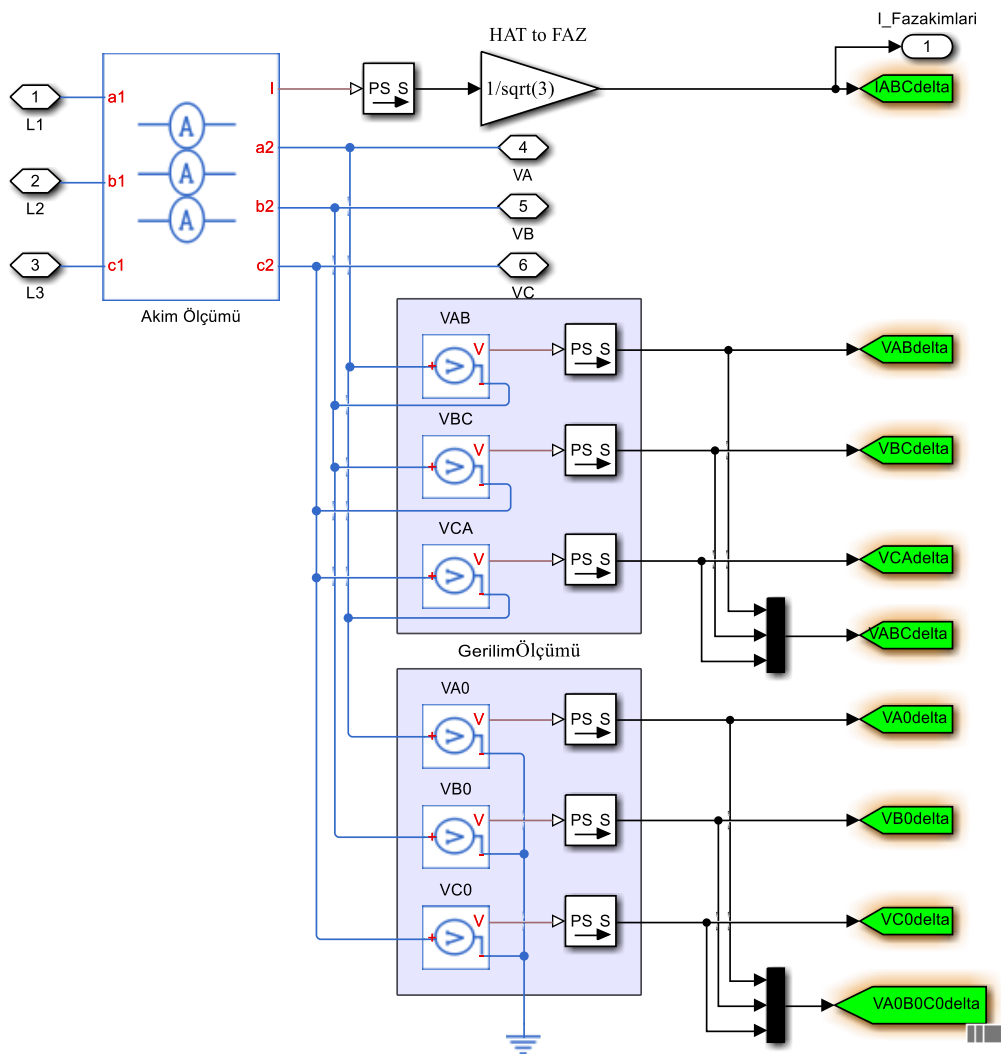 I_Fazakimlari
HAT to FAZ
1
1
L1
a1
I
PS S
1/sqrt(3)
IABCdelta
A
a2
4
VA
2
L2
b1
A
b2
5
VB
A
3
L3
c1
c2
6
VC
Akim Ölçümü
VAB
+
V
V
-
PS S
VABdelta
VBC
+
V
V
-
PS S
VBCdelta
VCA
+
V
V
-
PS S
VCAdelta
VABCdelta
GerilimÖlçümü
VA0
+
V
V
-
PS S
VA0delta
VB0
+
V
V
-
PS S
VB0delta
VC0
+
V
V
-
PS S
VC0delta
VA0B0C0delta